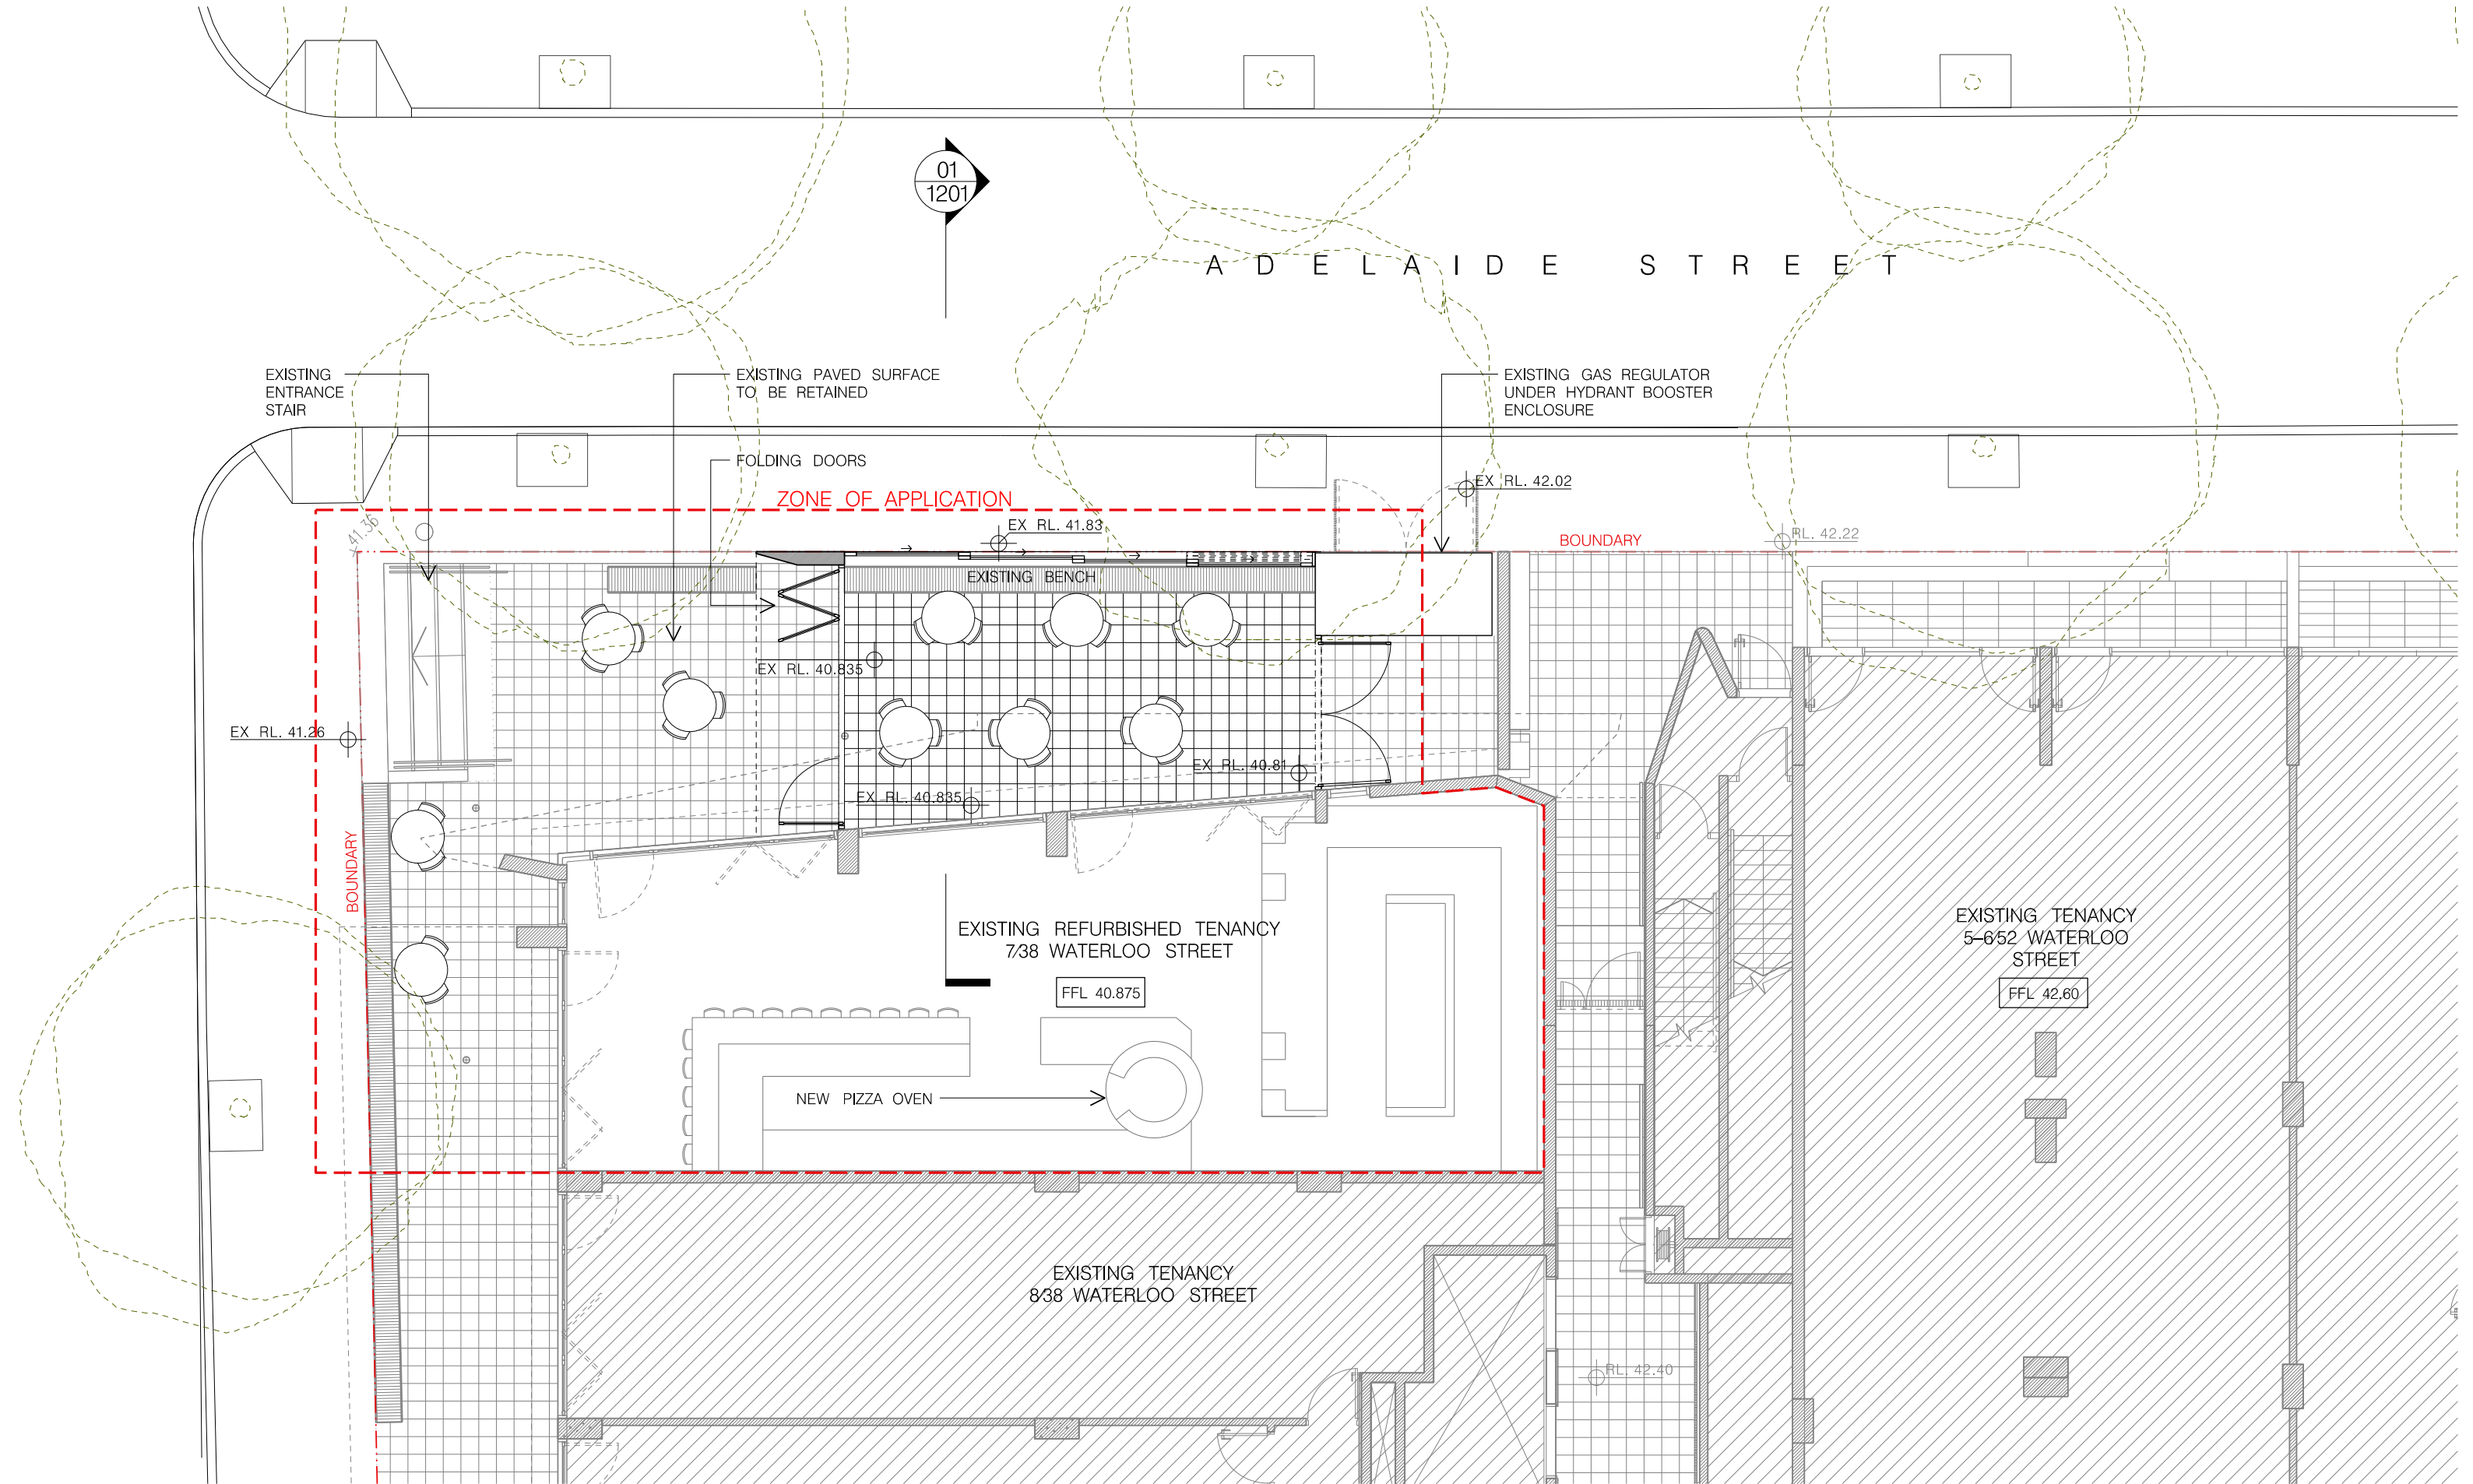 01
1201
ADELAIDE STREET
EXISTING
ENTRANCE
STAIR
EXISTING PAVED SURFACE
TO BE RETAINED
EXISTING GAS REGULATOR
UNDER HYDRANT BOOSTER
ENCLOSURE
FOLDING DOORS
ZONE OF APPLICATION
EX RL. 42.02
41.36
EX RL. 41.83
BOUNDARY
RL. 42.22
EXISTING BENCH
EX RL. 40.835
EX RL. 41.26
EX RL. 40.81
EX RL. 40.835
BOUNDARY
EXISTING REFURBISHED TENANCY
7/38 WATERLOO STREET
FFL 40.875
EXISTING TENANCY
5-6/52 WATERLOO
STREET
FFL 42.60
NEW PIZZA OVEN
EXISTING TENANCY
8/38 WATERLOO STREET
RL. 42.40